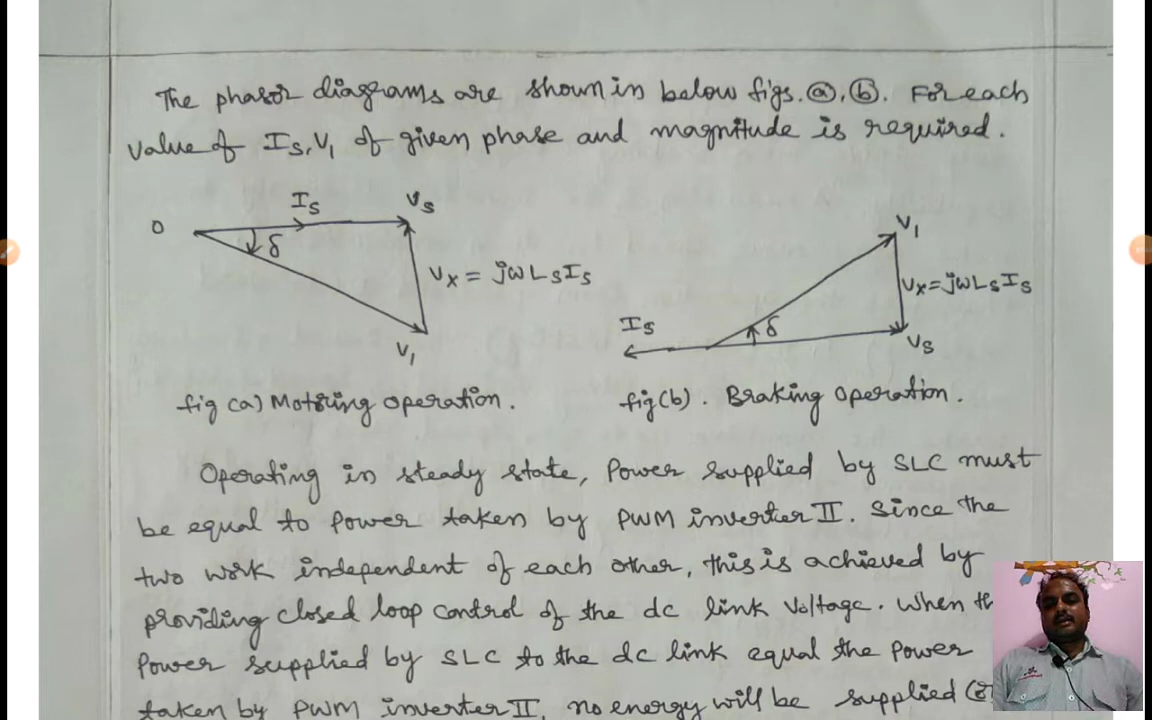 The phasor diagrams are shown in below figs. ⓐ, ⓑ. For each
value of Is, V1 of given phase and magnitude is required.
0
Is
Vs
δ
Vx = jωLsIs
V1
fig (a) Motoring operation.
V1
Vx=jωLsIs
Is
δ
Vs
fig(b). Braking operation.
Operating in steady state, Power supplied by SLC must
be equal to power taken by PWM inverter II. Since the
two work independent of each other, this is achieved by
providing closed loop control of the dc link voltage. When
Power supplied by SLC to the dc link equal the power
taken by PWM inverter II, no energy will be supplied